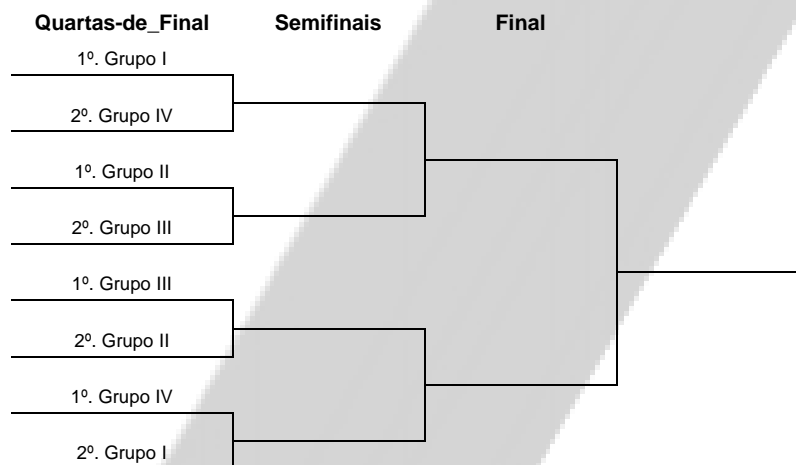 Quartas-de_Final Semifinais Final
1º. Grupo I
2º. Grupo IV
1º. Grupo II
2º. Grupo III
1º. Grupo III
2º. Grupo II
1º. Grupo IV
2º. Grupo I